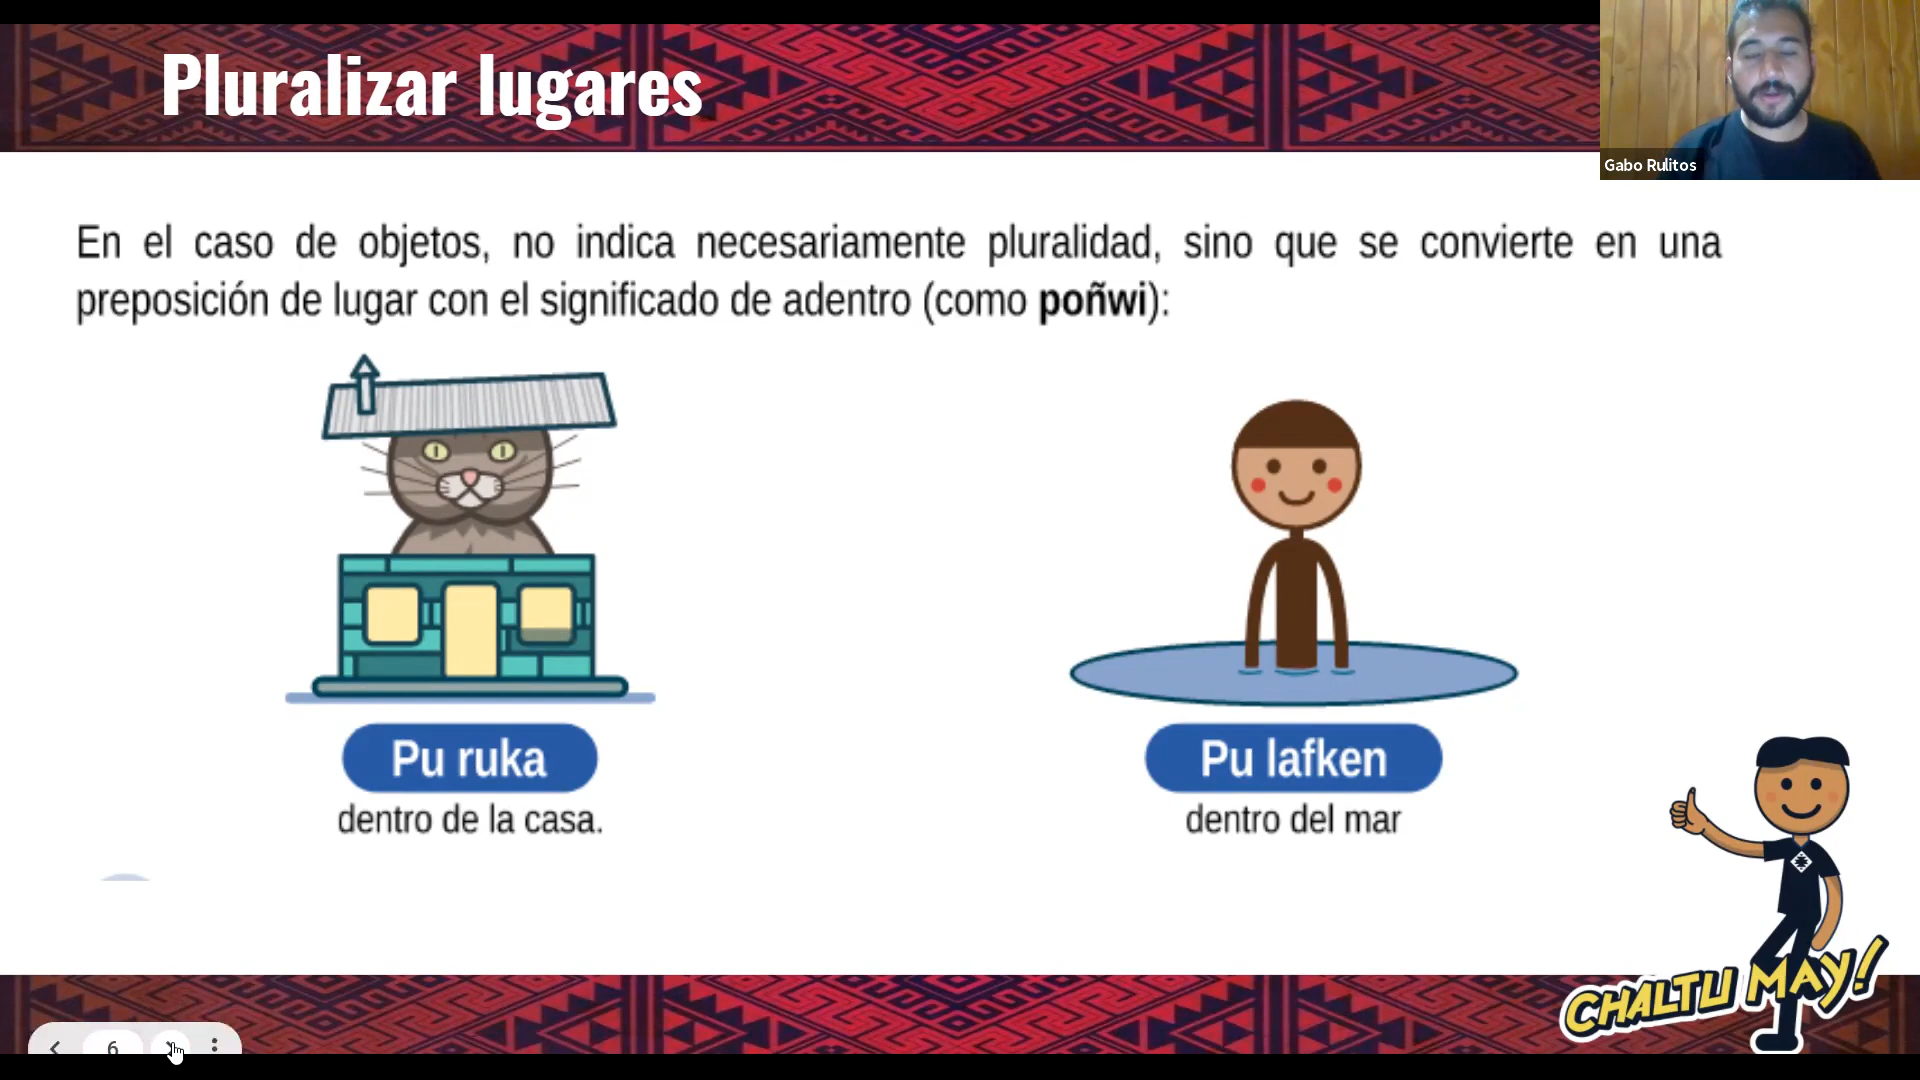 Pluralizar lugares
Gabo Rulitos
En el caso de objetos, no indica necesariamente pluralidad, sino que se convierte en una
preposición de lugar con el significado de adentro (como poñwi):
Pu ruka
dentro de la casa.
Pu lafken
dentro del mar
CHALTU MAY!
6